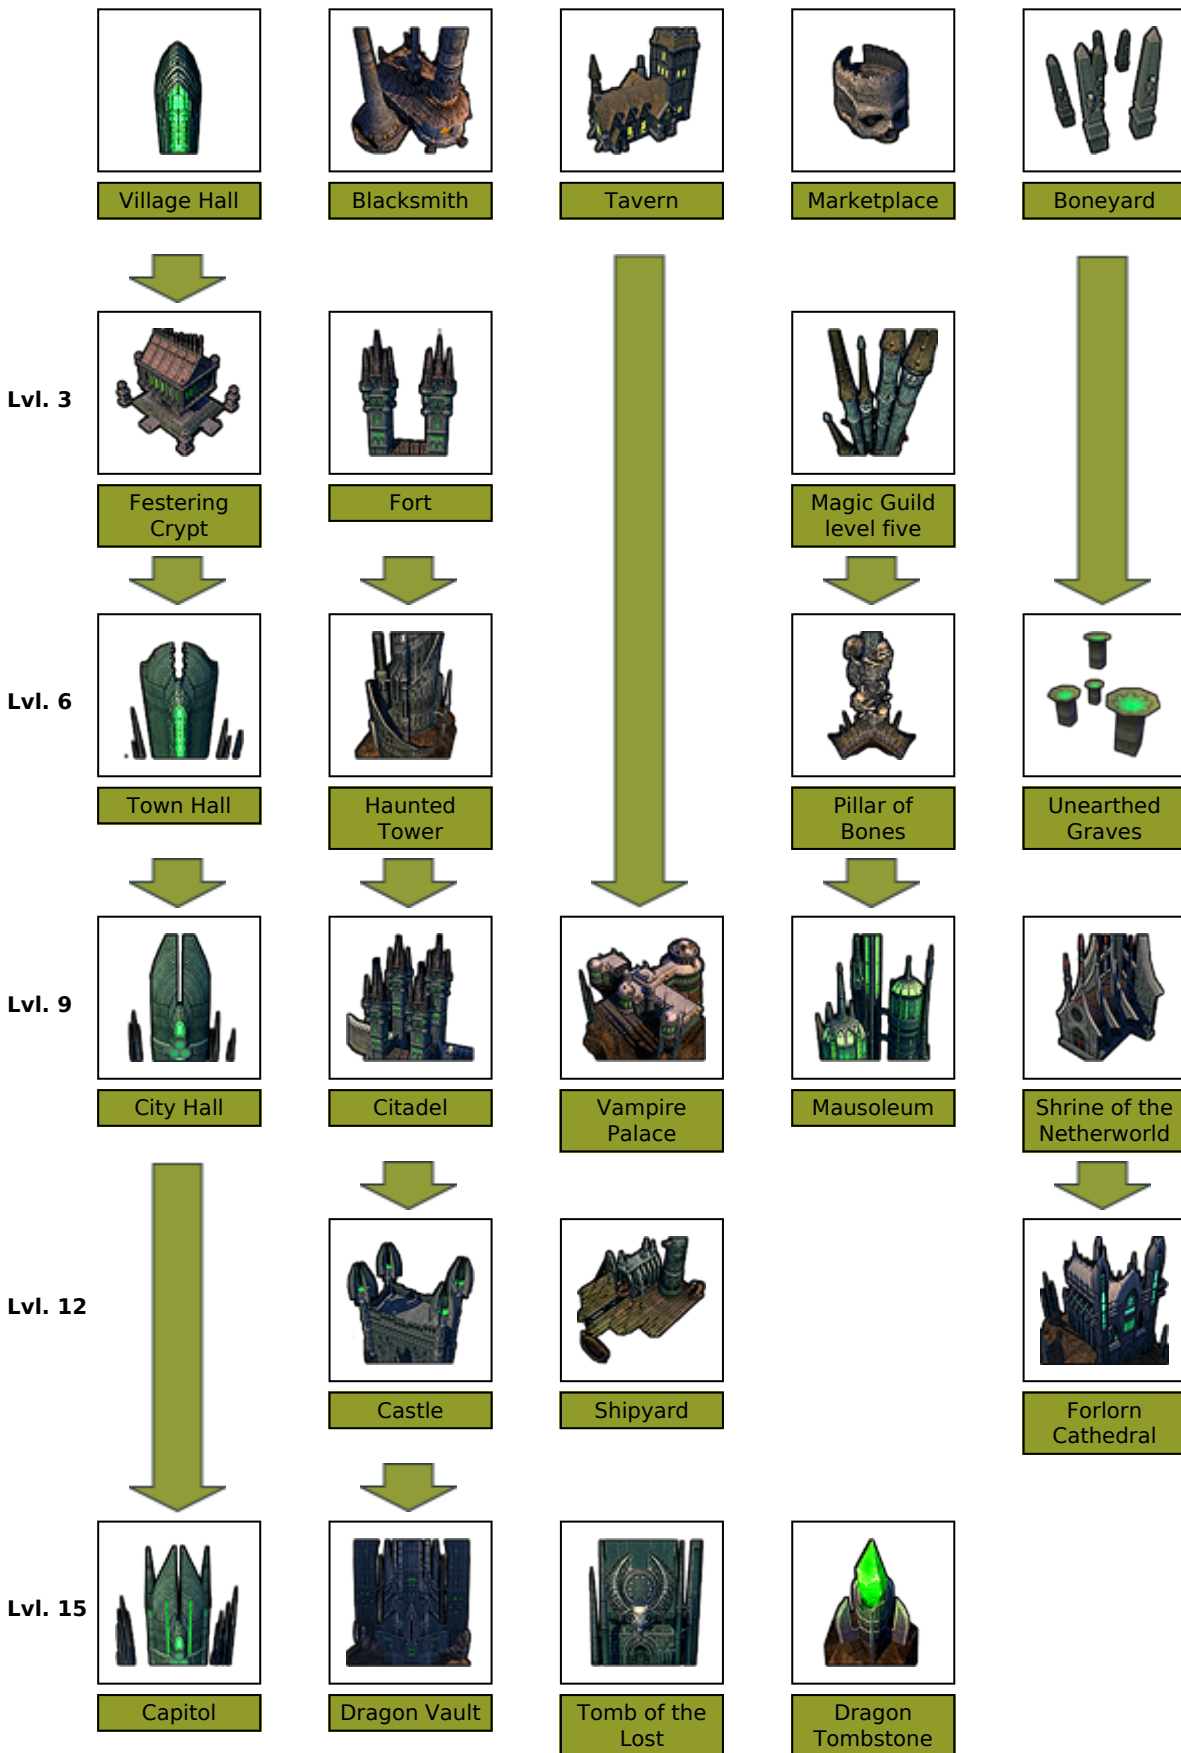 Village Hall
Blacksmith
Tavern
Marketplace
Boneyard
Lvl. 3
Festering
Crypt
Fort
Magic Guild
level five
Lvl. 6
Town Hall
Haunted
Tower
Pillar of
Bones
Unearthed
Graves
Lvl. 9
City Hall
Citadel
Vampire
Palace
Mausoleum
Shrine of the
Netherworld
Lvl. 12
Castle
Shipyard
Forlorn
Cathedral
Lvl. 15
Capitol
Dragon Vault
Tomb of the
Lost
Dragon
Tombstone